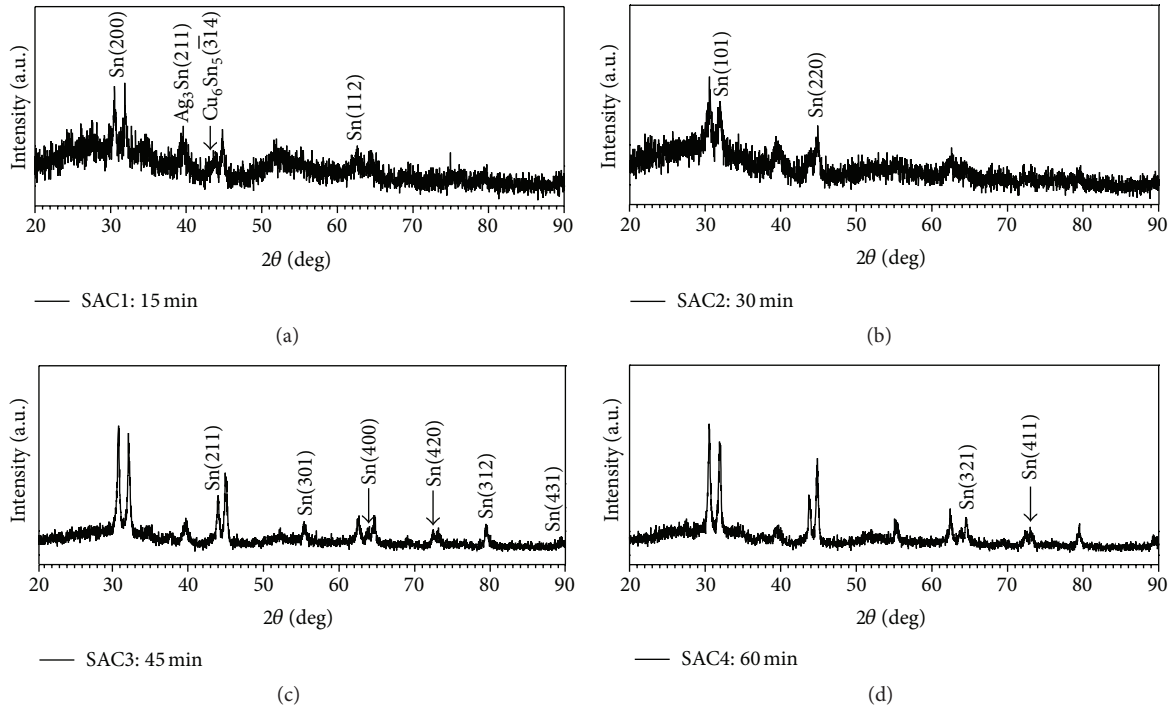 Intensity (a.u.)
Sn(200)
Ag₃Sn(211)
Cu₆Sn₅(3̅14)
Sn(112)
20 30 40 50 60 70 80 90
2θ (deg)
SAC1: 15 min
(a)
Intensity (a.u.)
Sn(101)
Sn(220)
20 30 40 50 60 70 80 90
2θ (deg)
SAC2: 30 min
(b)
Intensity (a.u.)
Sn(211)
Sn(301)
Sn(400)
Sn(420)
Sn(312)
Sn(431)
20 30 40 50 60 70 80 90
2θ (deg)
SAC3: 45 min
(c)
Intensity (a.u.)
Sn(321)
Sn(411)
20 30 40 50 60 70 80 90
2θ (deg)
SAC4: 60 min
(d)